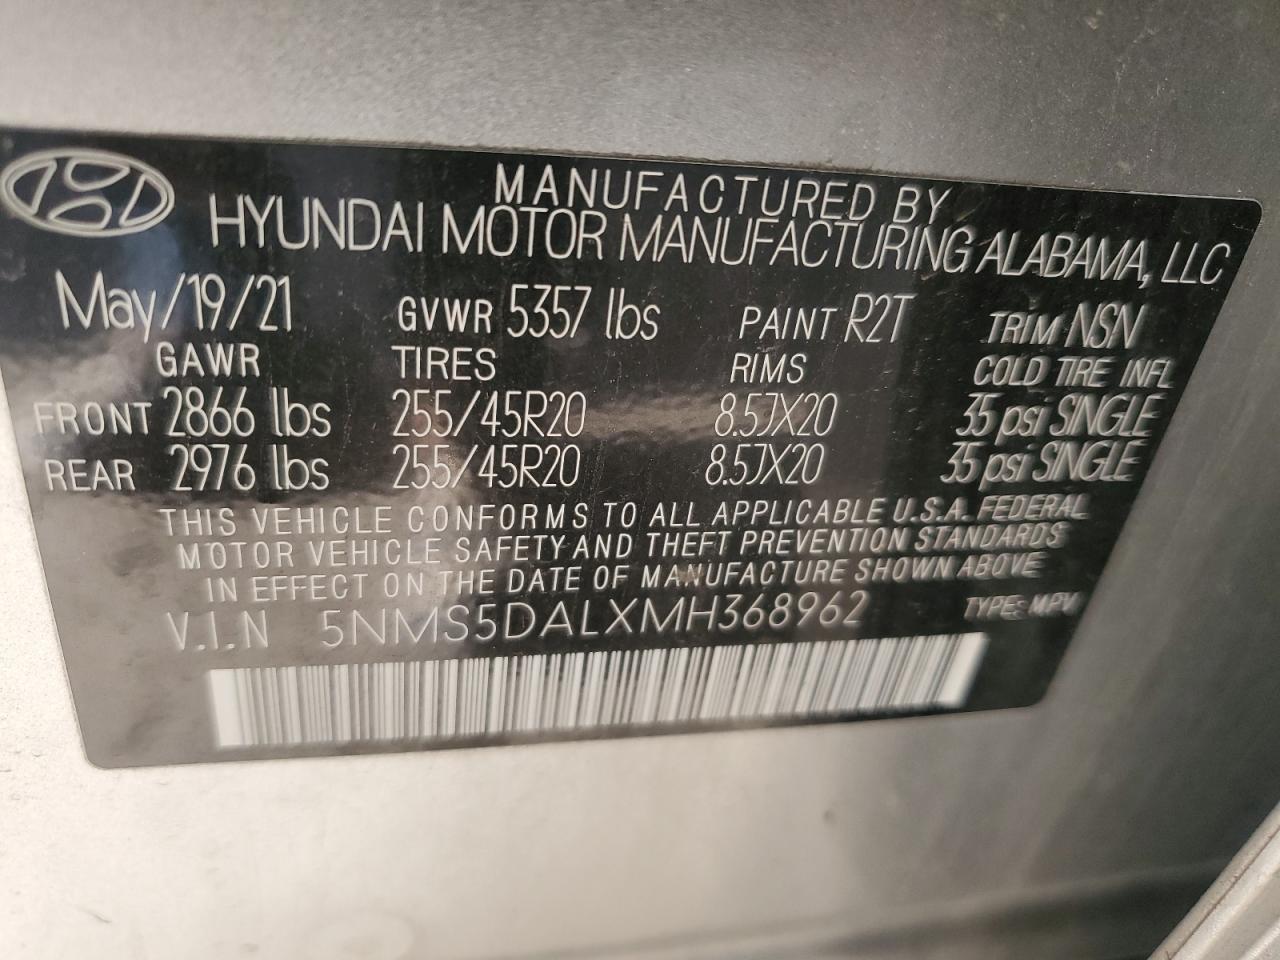 MANUFACTURED BY
HYUNDAI MOTOR MANUFACTURING ALABAMA, LLC
May/19/21 GVWR 5357 lbs PAINT R2T TRIM NSN
GAWR TIRES RIMS COLD TIRE INFL
FRONT 2866 lbs 255/45R20 8.5JX20 35 psi SINGLE
REAR 2976 lbs 255/45R20 8.5JX20 35 psi SINGLE
THIS VEHICLE CONFORMS TO ALL APPLICABLE U.S.A. FEDERAL
MOTOR VEHICLE SAFETY AND THEFT PREVENTION STANDARDS
IN EFFECT ON THE DATE OF MANUFACTURE SHOWN ABOVE
V.I.N 5NMS5DALXMH368962 TYPE: MPV